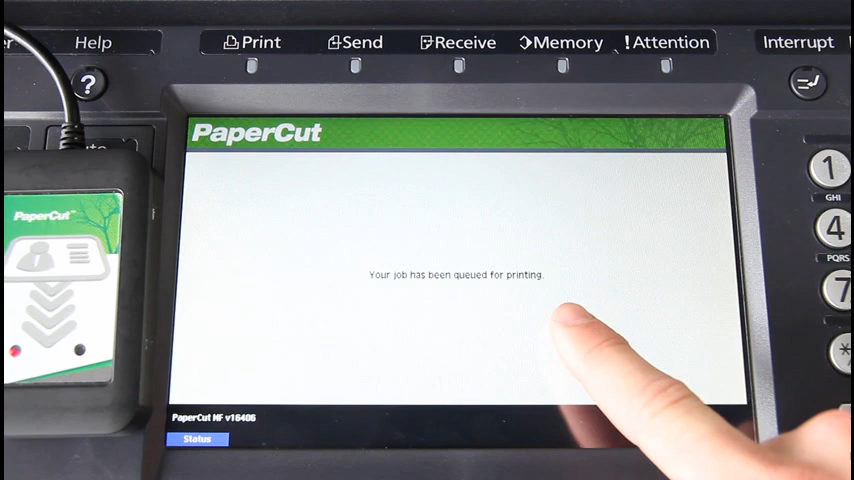 Help
Print
Send
Receive
Memory
!Attention
Interrupt
?
PaperCut
1
GHI
PaperCut
4
PQRS
Your job has been queued for printing.
7
*
PaperCut MF v16406
Status